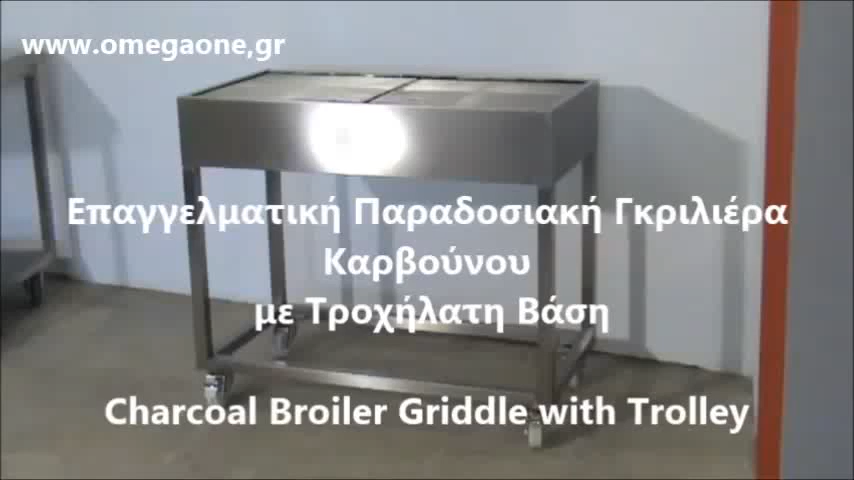 www.omegaone,gr
Επαγγελματική Παραδοσιακή Γκριλιέρα
Καρβούνου
με Τροχήλατη Βάση
Charcoal Broiler Griddle with Trolley